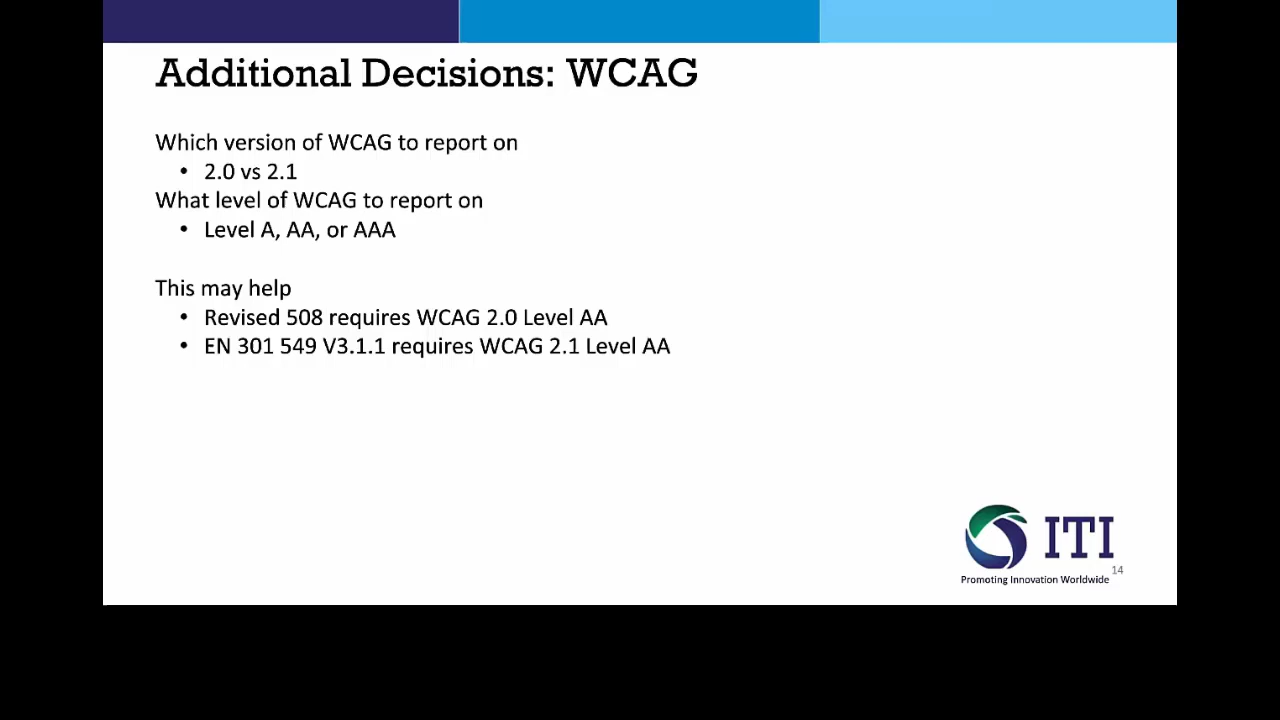 Additional Decisions: WCAG
Which version of WCAG to report on
• 2.0 vs 2.1
What level of WCAG to report on
• Level A, AA, or AAA
This may help
• Revised 508 requires WCAG 2.0 Level AA
• EN 301 549 V3.1.1 requires WCAG 2.1 Level AA
ITI
Promoting Innovation Worldwide
14